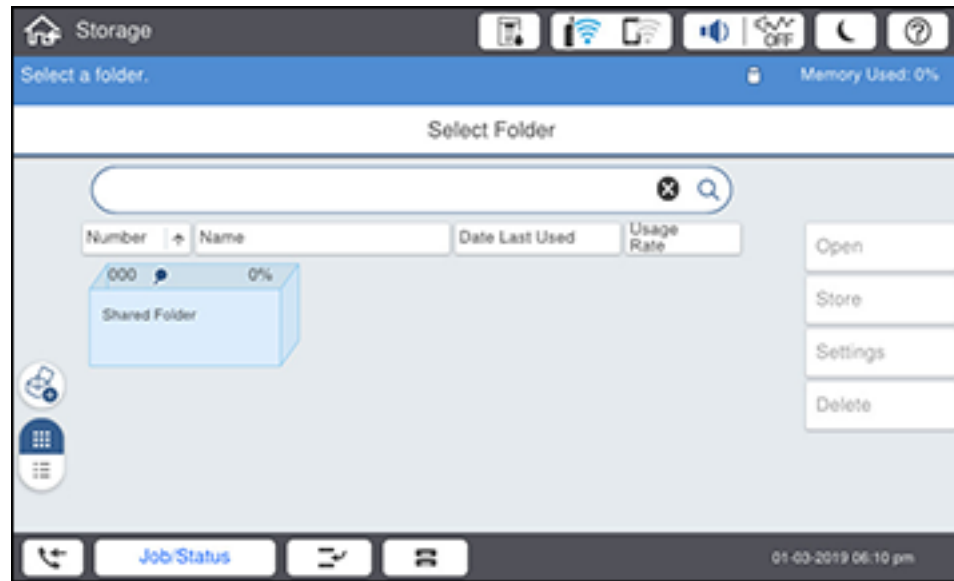 Storage
OFF
Select a folder.
Memory Used: 0%
Select Folder
Number
Name
Date Last Used
Usage Rate
000
0%
Shared Folder
Open
Store
Settings
Delete
Job/Status
01-03-2019 06:10 pm